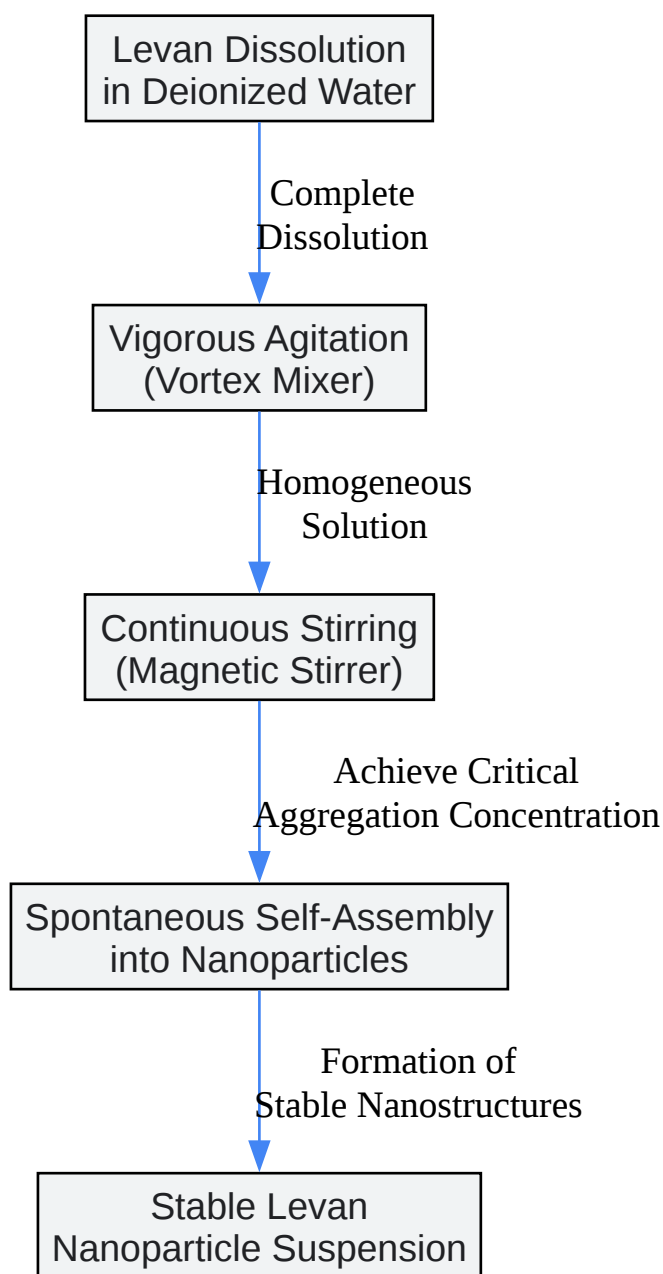 Levan Dissolution
in Deionized Water
Complete
Dissolution
Vigorous Agitation
(Vortex Mixer)
Homogeneous
Solution
Continuous Stirring
(Magnetic Stirrer)
Achieve Critical
Aggregation Concentration
Spontaneous Self-Assembly
into Nanoparticles
Formation of
Stable Nanostructures
Stable Levan
Nanoparticle Suspension